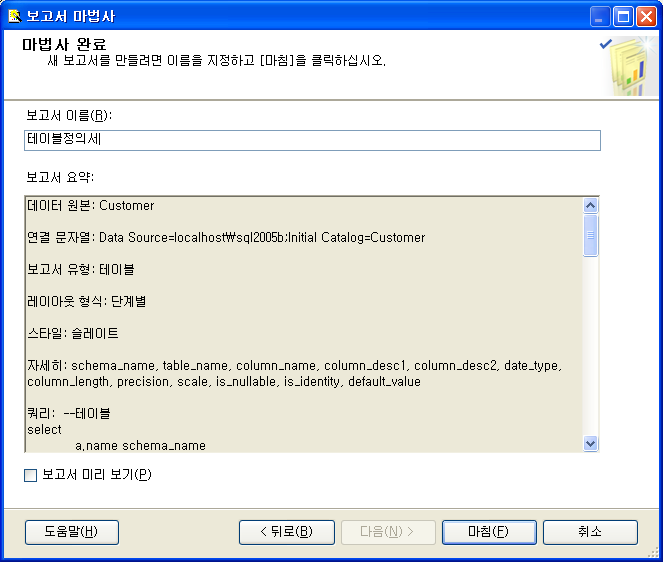 보고서 마법사
마법사 완료
새 보고서를 만들려면 이름을 지정하고 [마침]을 클릭하십시오.
보고서 이름(R):
테이블정의서
보고서 요약:
데이터 원본: Customer
연결 문자열: Data Source=localhost₩sql2005b;Initial Catalog=Customer
보고서 유형: 테이블
레이아웃 형식: 단계별
스타일: 슬레이트
자세히: schema_name, table_name, column_name, column_desc1, column_desc2, date_type,
column_length, precision, scale, is_nullable, is_identity, default_value
쿼리: --테이블
select
a.name schema_name
보고서 미리 보기(P)
도움말(H)
< 뒤로(B)
다음(N) >
마침(F)
취소